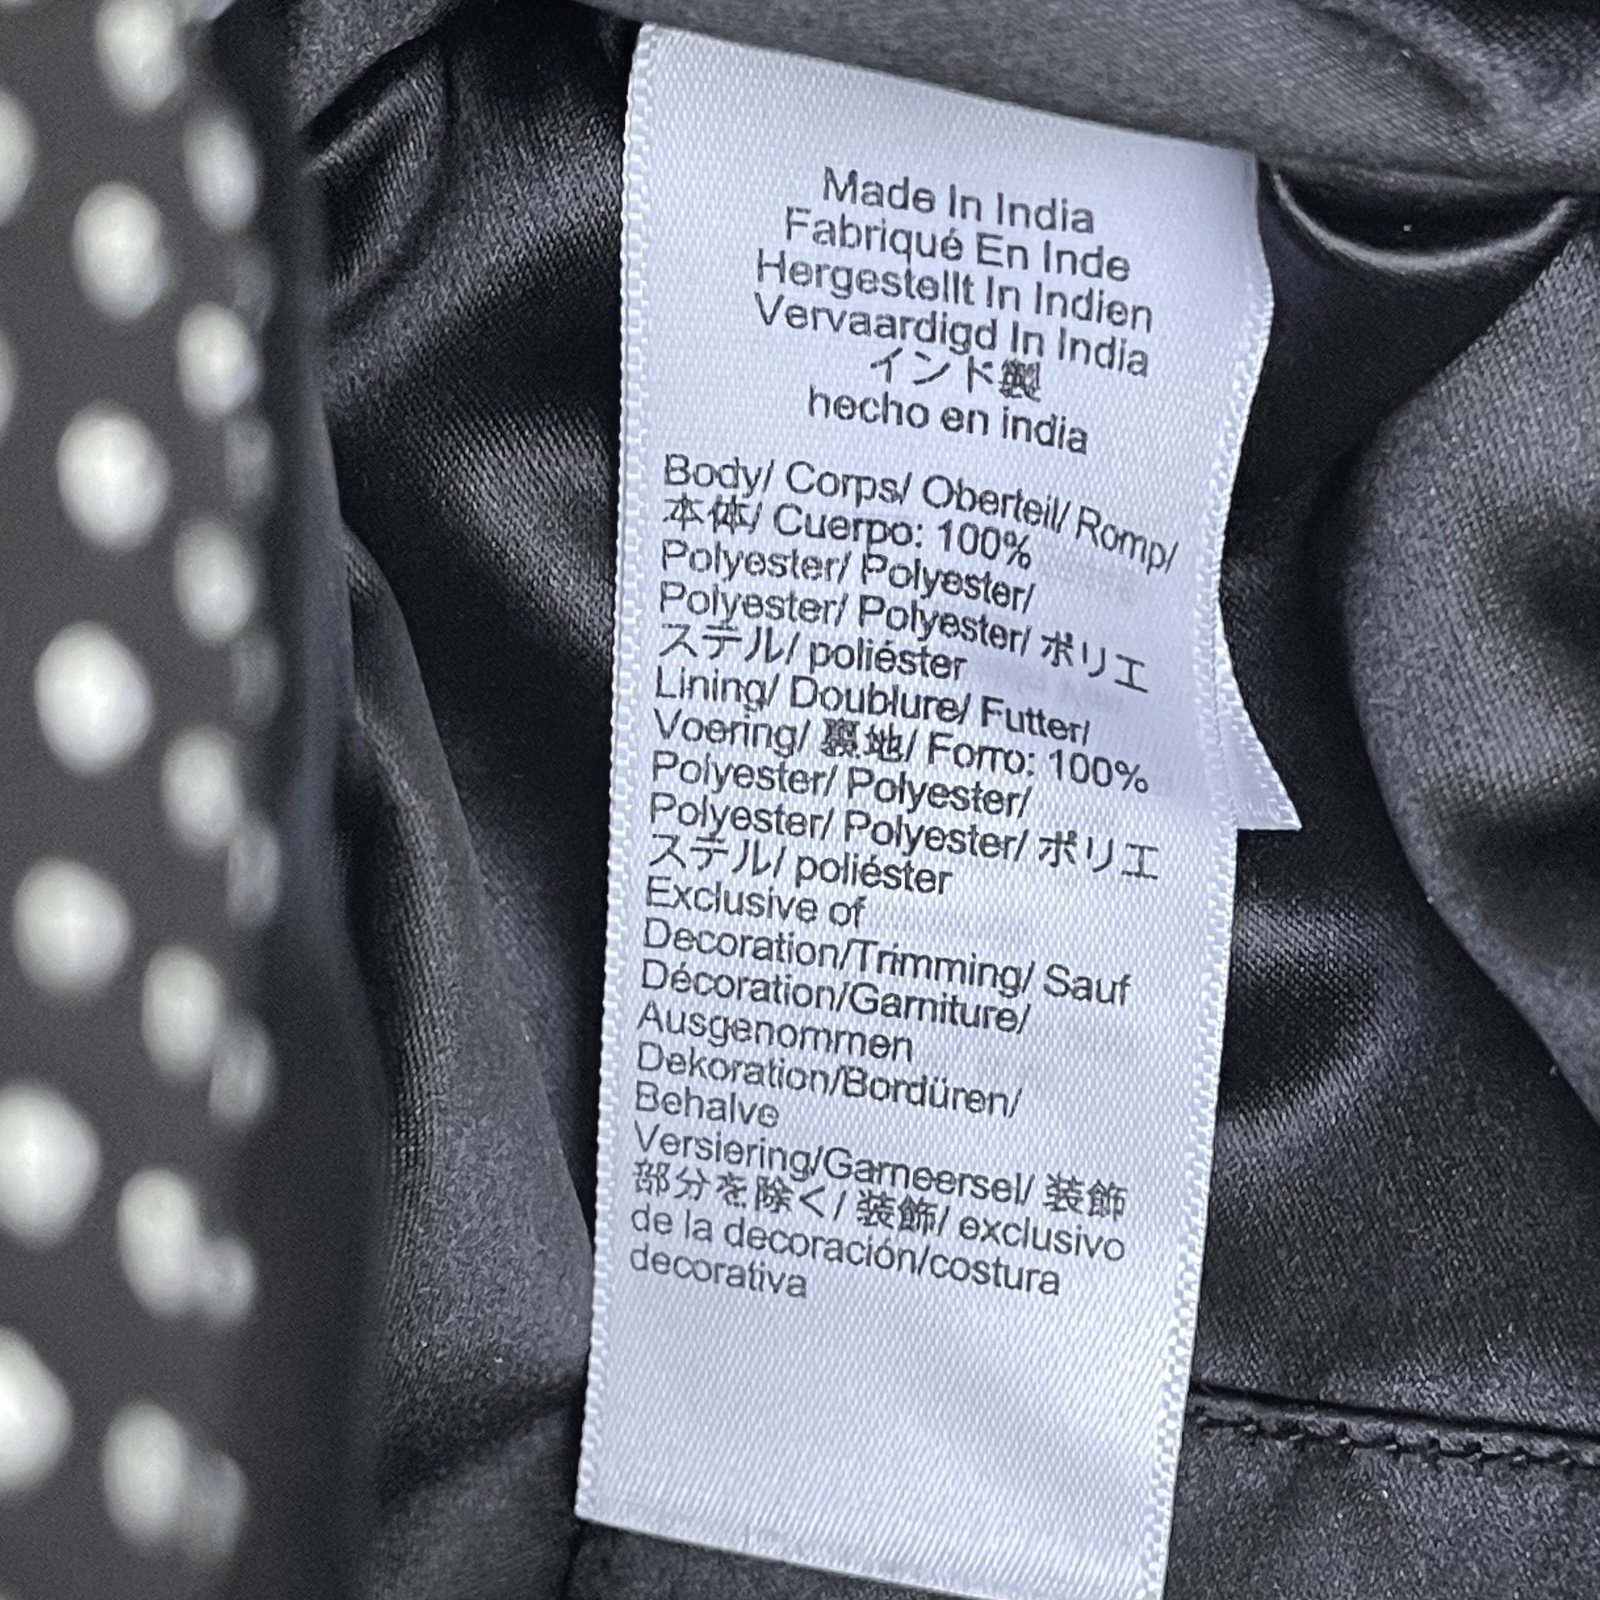 Made In India
Fabriqué En Inde
Hergestellt In Indien
Vervaardigd In India
インド製
hecho en india
Body/ Corps/ Oberteil/ Romp/
本体/ Cuerpo: 100%
Polyester/ Polyester/
Polyester/ Polyester/ ポリエ
ステル/ poliéster
Lining/ Doublure/ Futter/
Voering/ 裏地/ Forro: 100%
Polyester/ Polyester/
Polyester/ Polyester/ ポリエ
ステル/ poliéster
Exclusive of
Decoration/Trimming/ Sauf
Décoration/Garniture/
Ausgenommen
Dekoration/Bordüren/
Behalve
Versiering/Garneersel/ 装飾
部分を除く/ 装飾/ exclusivo
de la decoración/costura
decorativa